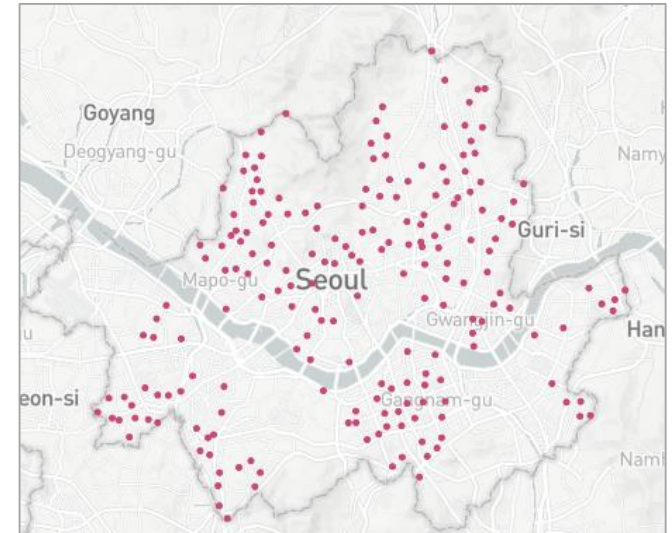 Goyang
Deogyang-gu
Namy
Guri-si
Mapo-gu
Seoul
Gwangjin-gu
u
Han
eon-si
Gangnam-gu
Namh